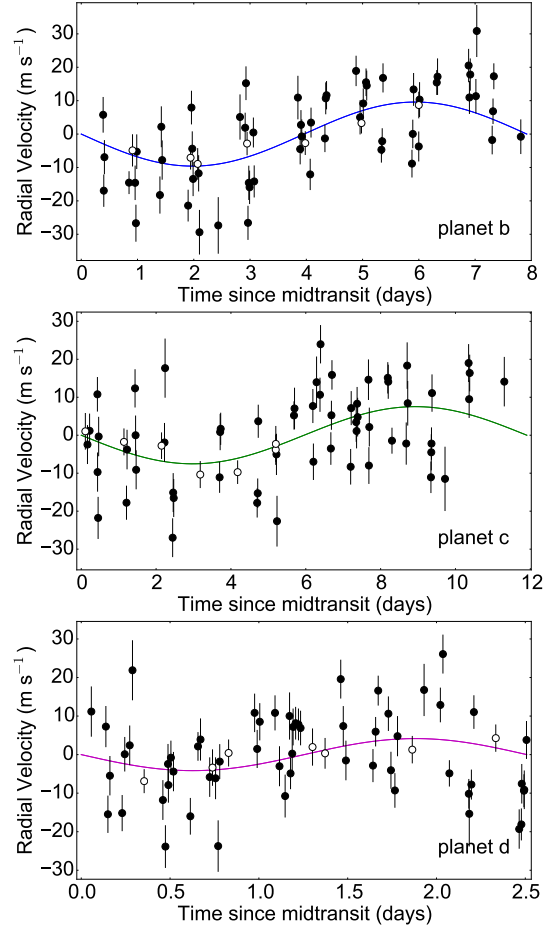 30
20
10
0
−10
−20
−30
Radial Velocity (m s⁻¹)
planet b
0 1 2 3 4 5 6 7 8
Time since midtransit (days)
30
20
10
0
−10
−20
−30
Radial Velocity (m s⁻¹)
planet c
0 2 4 6 8 10 12
Time since midtransit (days)
30
20
10
0
−10
−20
−30
Radial Velocity (m s⁻¹)
planet d
0.0 0.5 1.0 1.5 2.0 2.5
Time since midtransit (days)